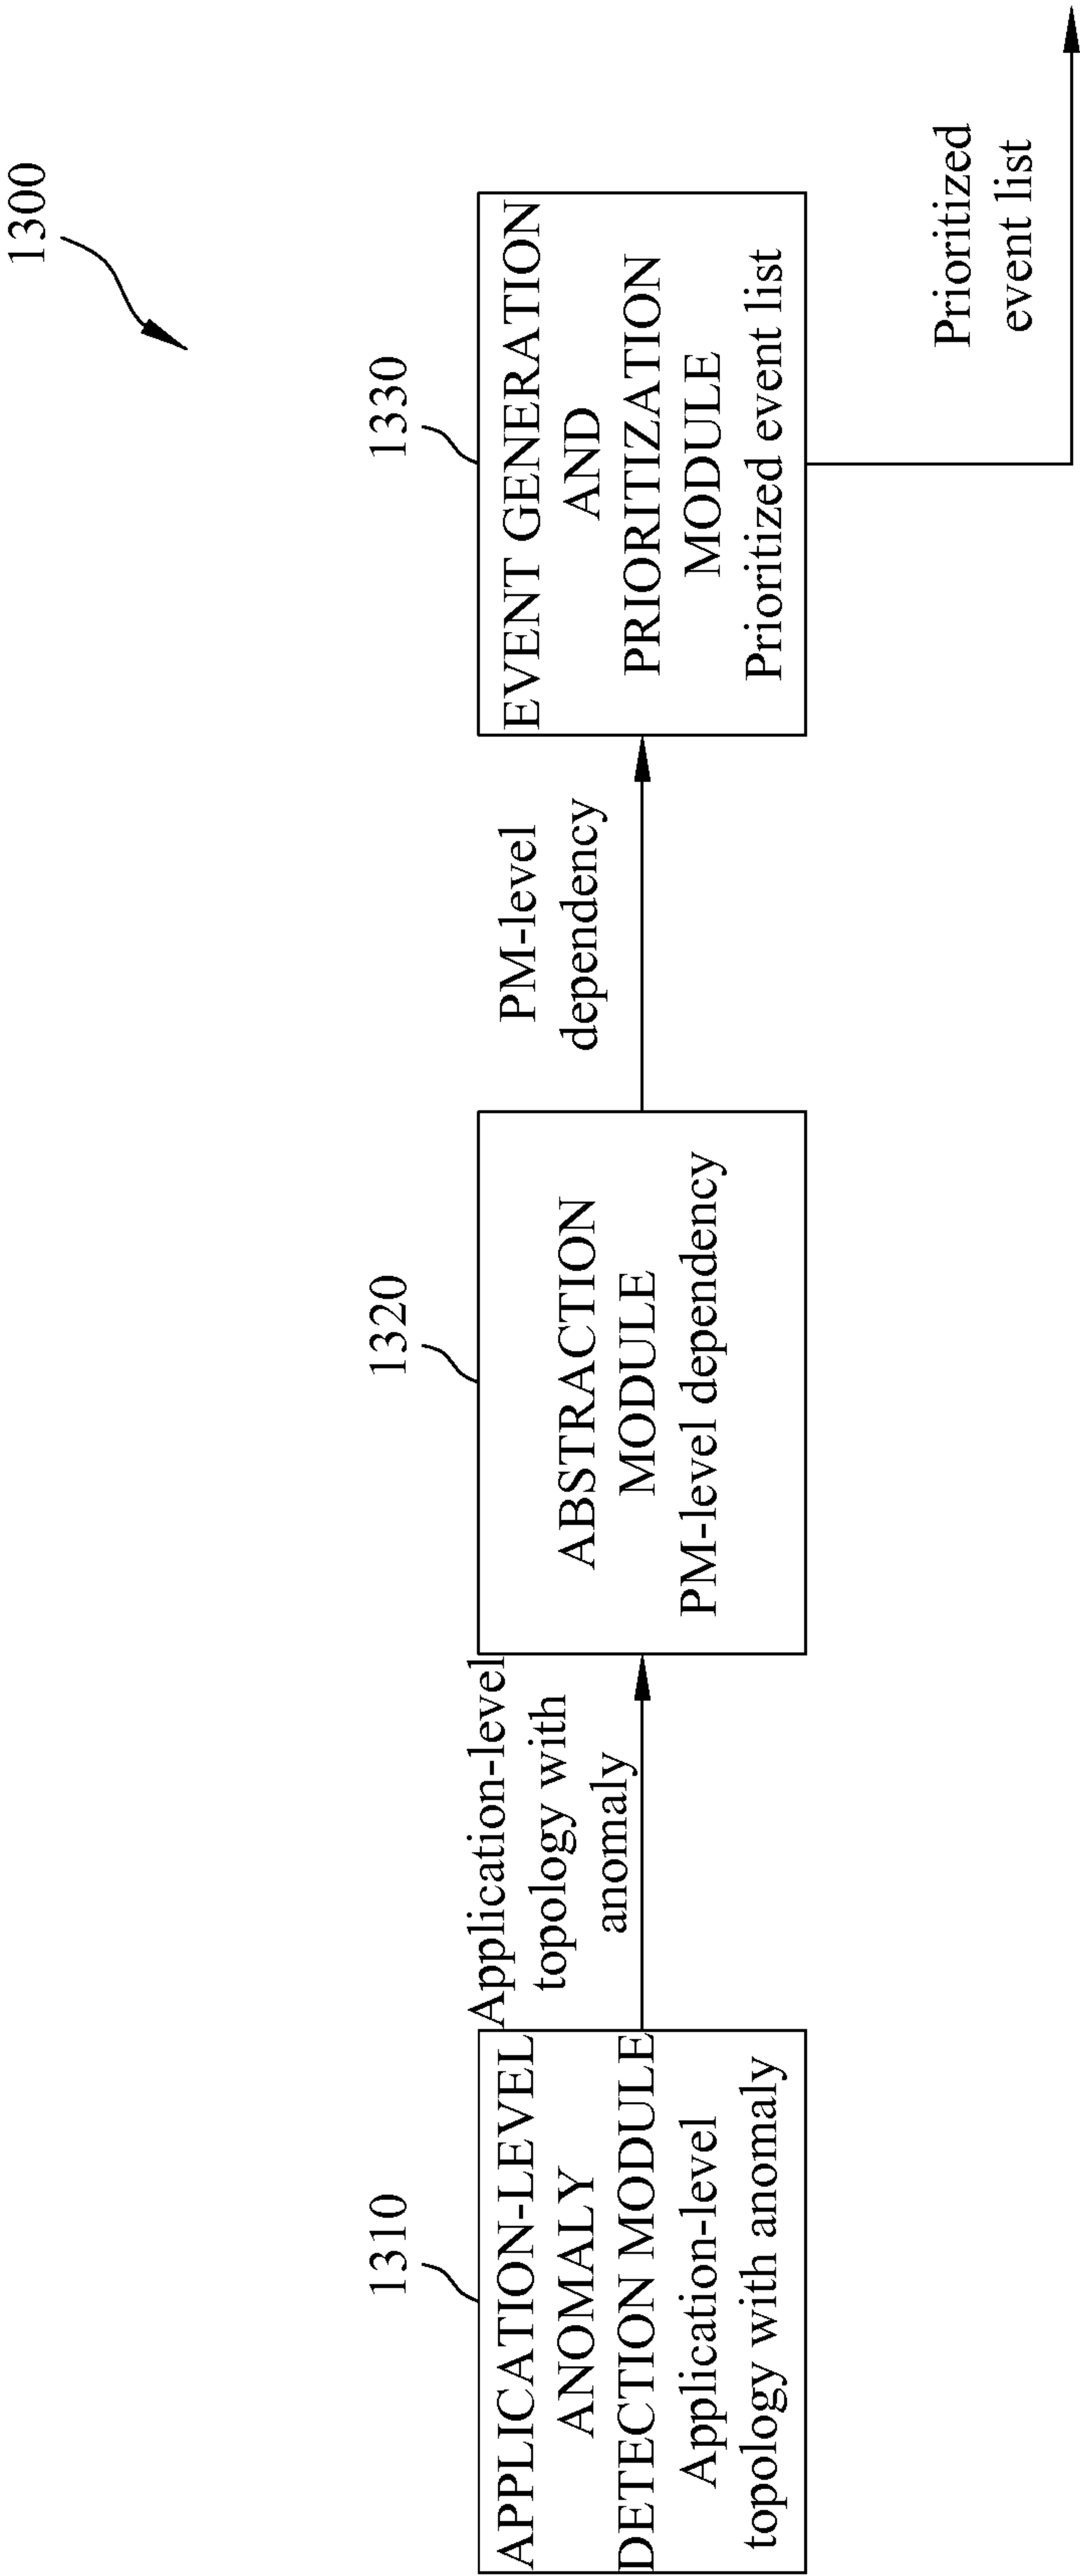 1300
1310
APPLICATION-LEVEL
ANOMALY
DETECTION MODULE
Application-level
topology with anomaly
Application-level
topology with
anomaly
1320
ABSTRACTION
MODULE
PM-level dependency
PM-level
dependency
1330
EVENT GENERATION
AND
PRIORITIZATION
MODULE
Prioritized event list
Prioritized
event list